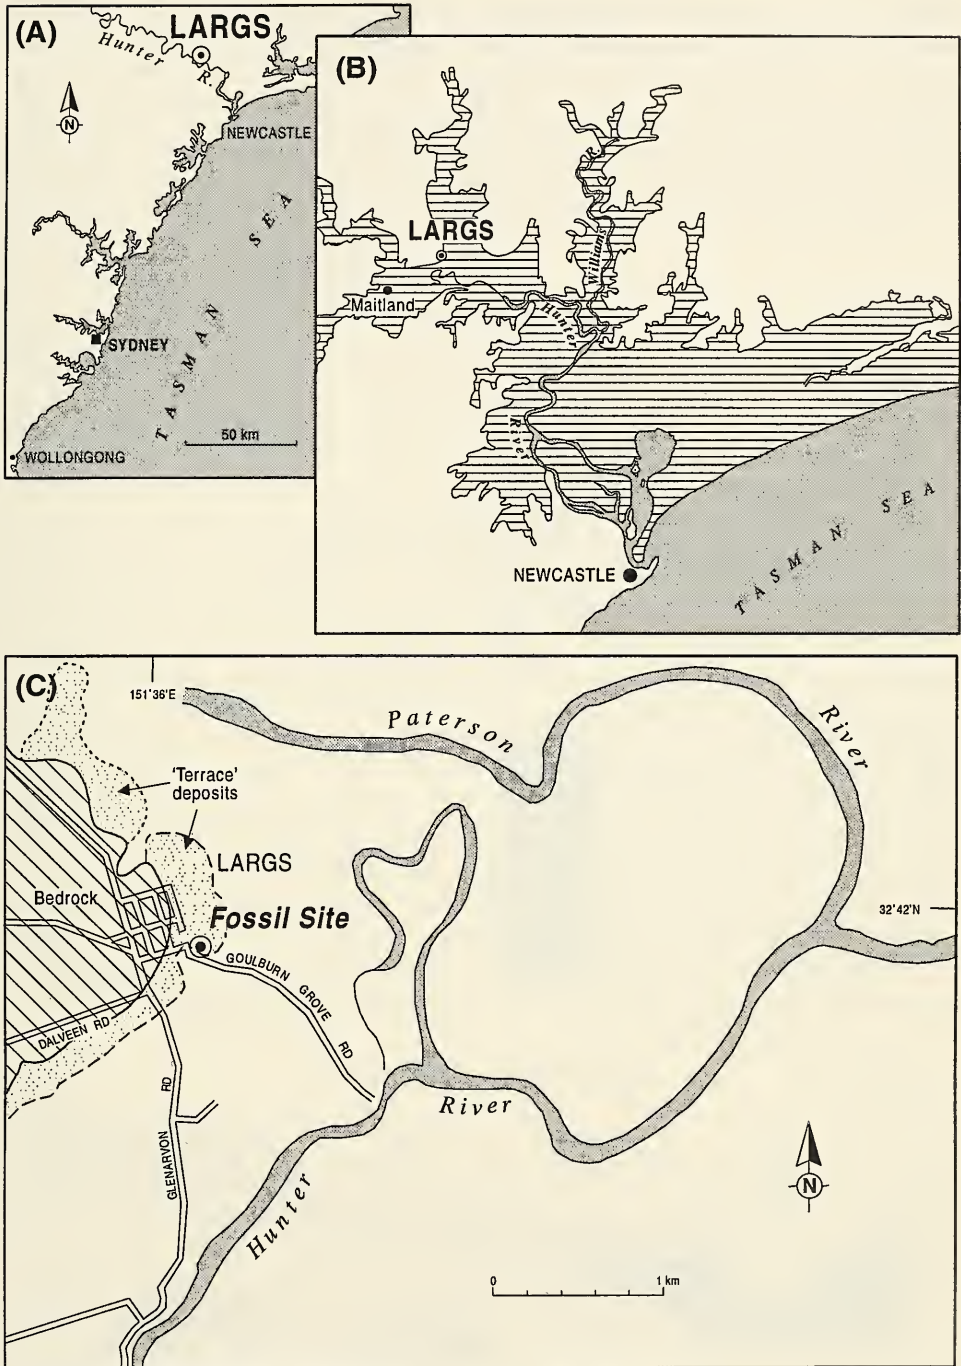 (A)
LARGS
Hunter
R.
N
NEWCASTLE
TASMAN SEA
SYDNEY
50 km
WOLLONGONG
(B)
R.
Williams
LARGS
Maitland
Hunter
River
NEWCASTLE
TASMAN SEA
(C)
151°36'E
Paterson
River
'Terrace'
deposits
LARGS
Bedrock
Fossil Site
32°42'N
GOULBURN GROVE RD
DALVEEN RD
GLENARVON RD
River
Hunter
N
0 1 km